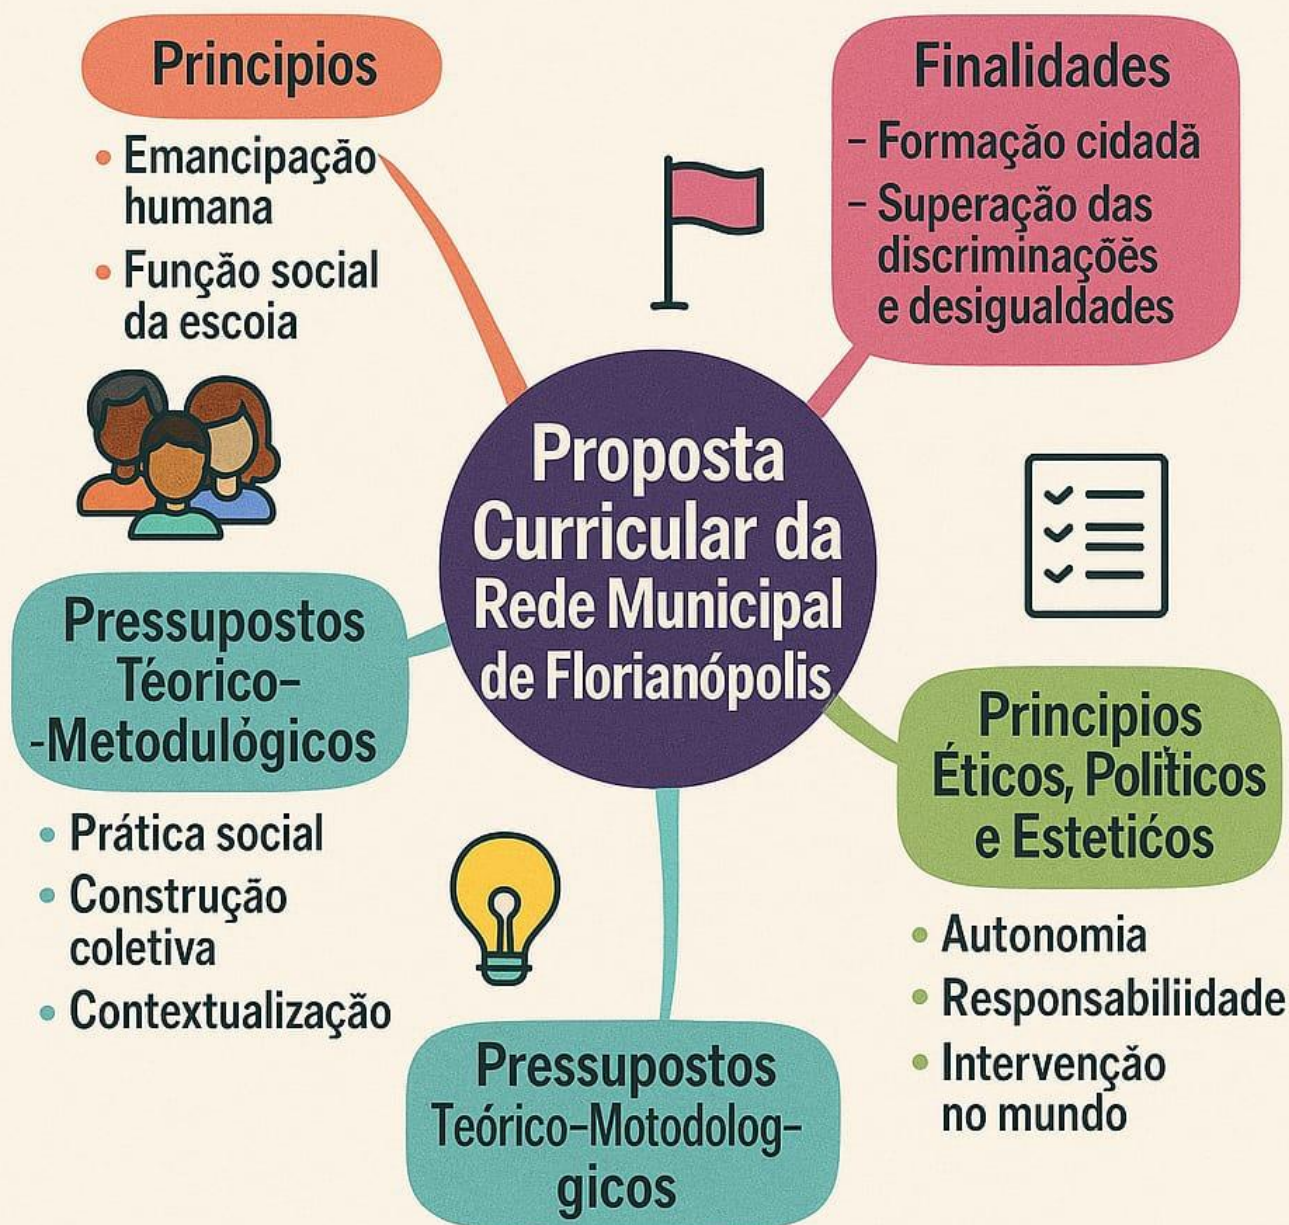 Principios
• Emancipação
humana
• Função social
da escoia
Finalidades
– Formação cidadã
– Superação das
discriminações
e desigualdades
Proposta
Curricular da
Rede Municipal
de Florianópolis
Pressupostos
Téorico–
-Metodulógicos
• Prática social
• Construção
coletiva
• Contextualização
Principios
Éticos, Políticos
e Estetićos
• Autonomia
• Responsabiliidade
• Intervenção
no mundo
Pressupostos
Teórico–Motodolog–
gicos